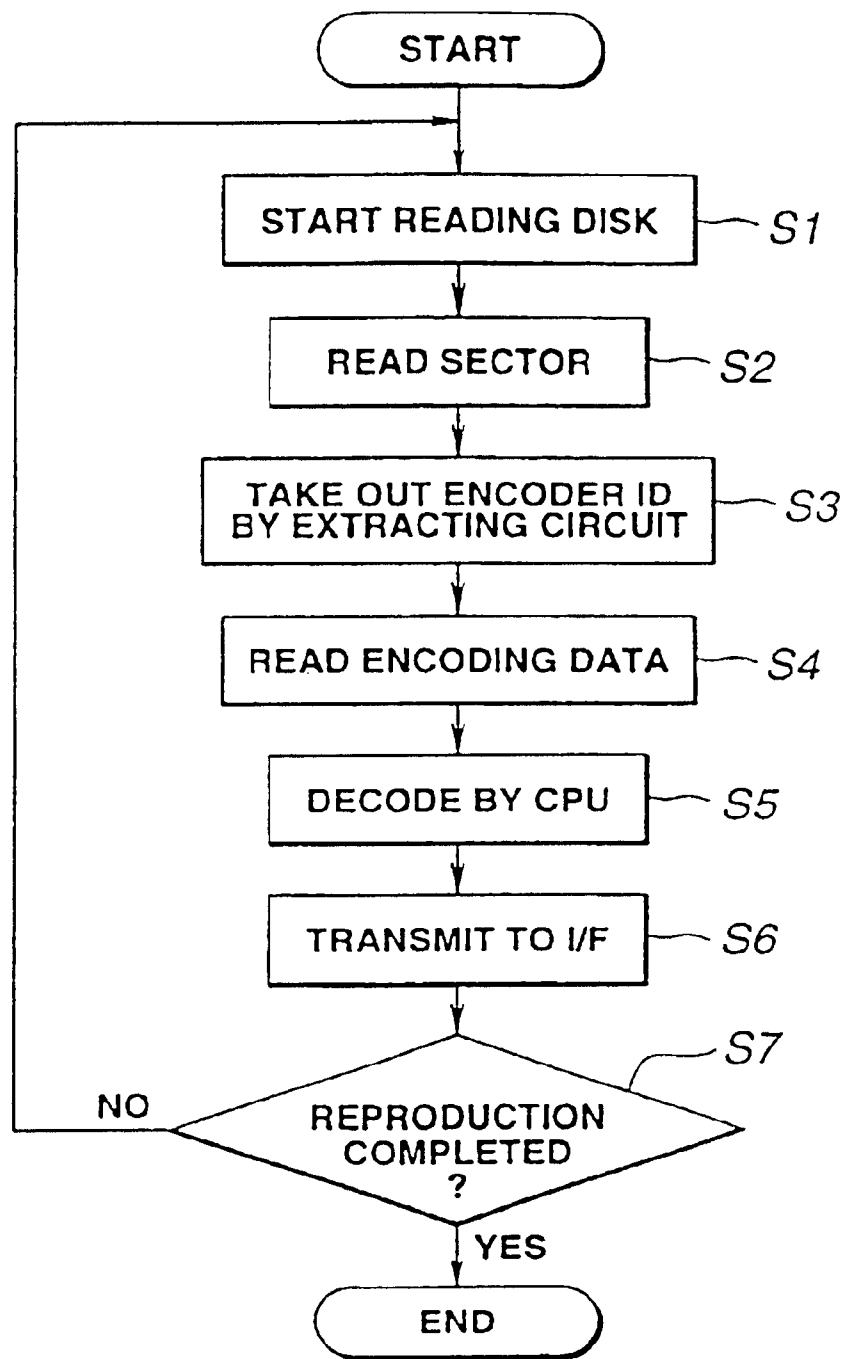 START
START READING DISK
S1
READ SECTOR
S2
TAKE OUT ENCODER ID
BY EXTRACTING CIRCUIT
S3
READ ENCODING DATA
S4
DECODE BY CPU
S5
TRANSMIT TO I/F
S6
S7
NO
REPRODUCTION
COMPLETED
?
YES
END